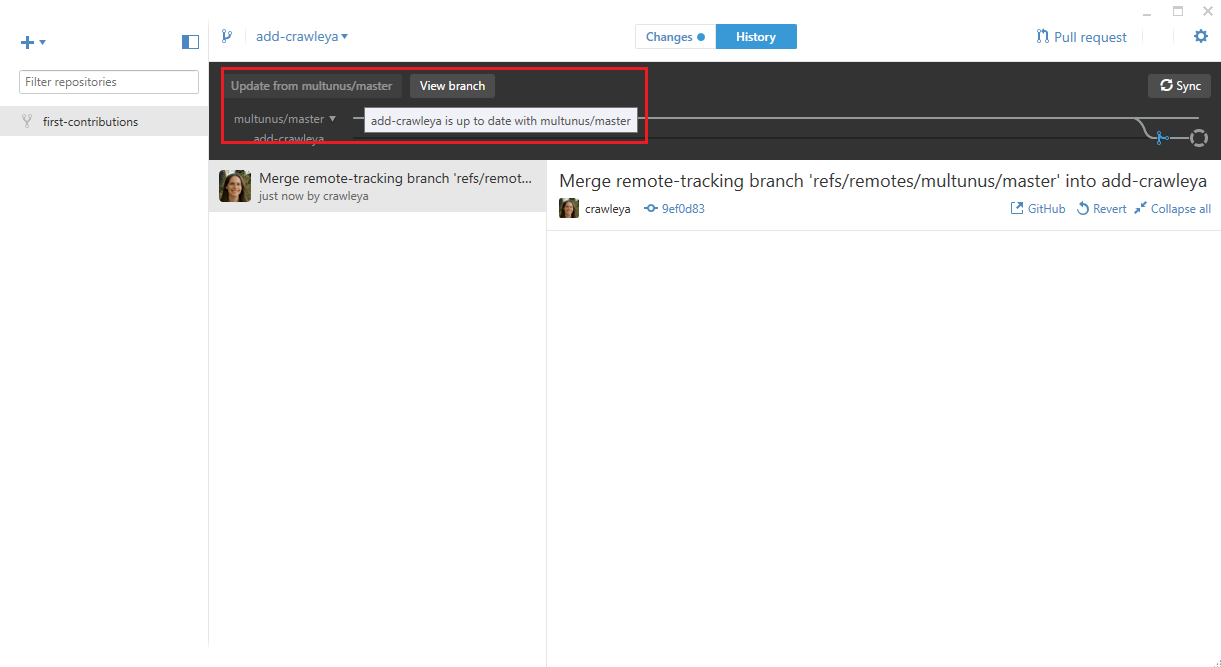 add-crawleya
Changes
History
Pull request
Filter repositories
first-contributions
Update from multunus/master
View branch
Sync
multunus/master
add-crawleya is up to date with multunus/master
add-crawleya
Merge remote-tracking branch 'refs/remot...
just now by crawleya
Merge remote-tracking branch 'refs/remotes/multunus/master' into add-crawleya
crawleya
9ef0d83
GitHub
Revert
Collapse all